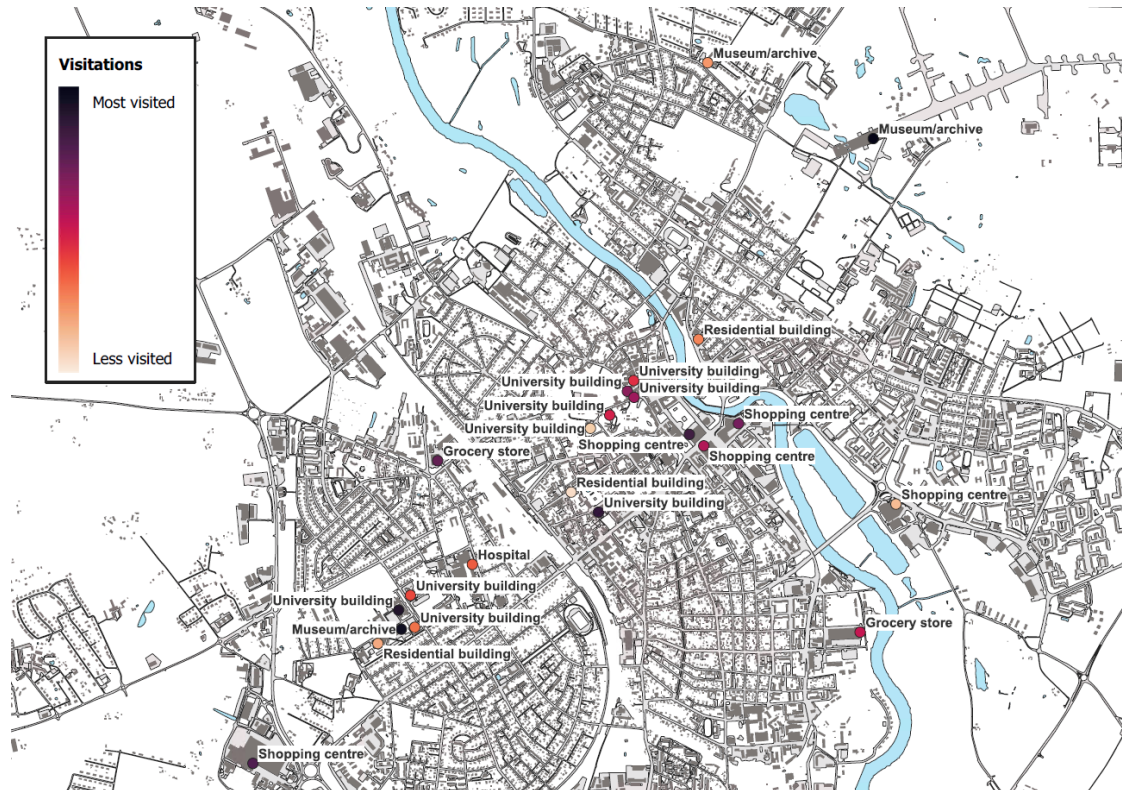 Visitations
Most visited
Less visited
Museum/archive
Museum/archive
Residential building
University building
University building
University building
University building
University building
Shopping centre
Shopping centre
Shopping centre
Grocery store
Residential building
Shopping centre
University building
Hospital
University building
University building
University building
Grocery store
Museum/archive
Residential building
Shopping centre